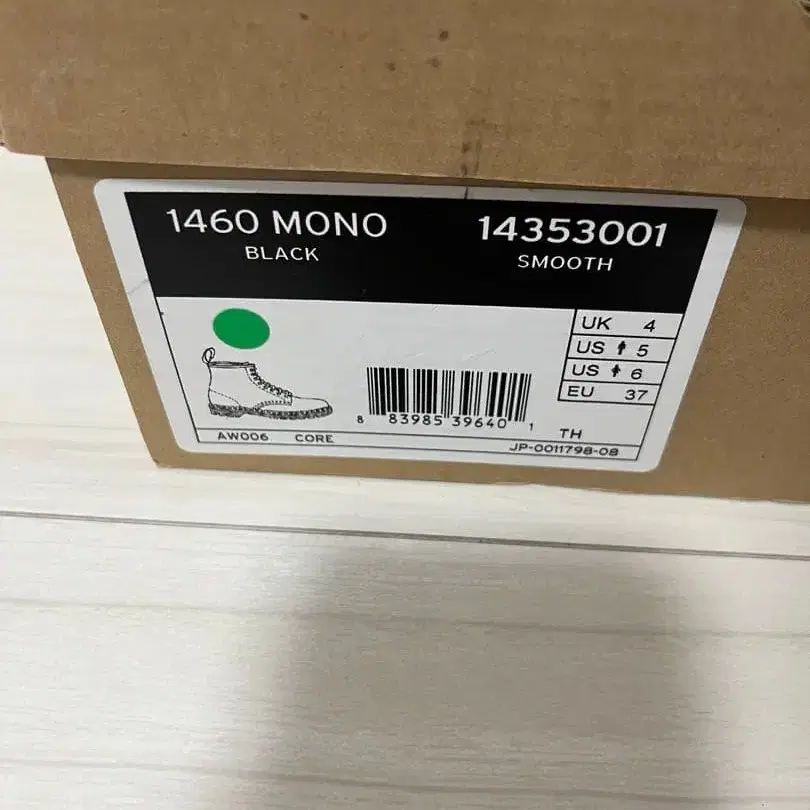 1460 MONO
BLACK
14353001
SMOOTH
UK 4
US 5
US 6
EU 37
8 83985 39640 1
TH
AW006 CORE
JP-0011798-08